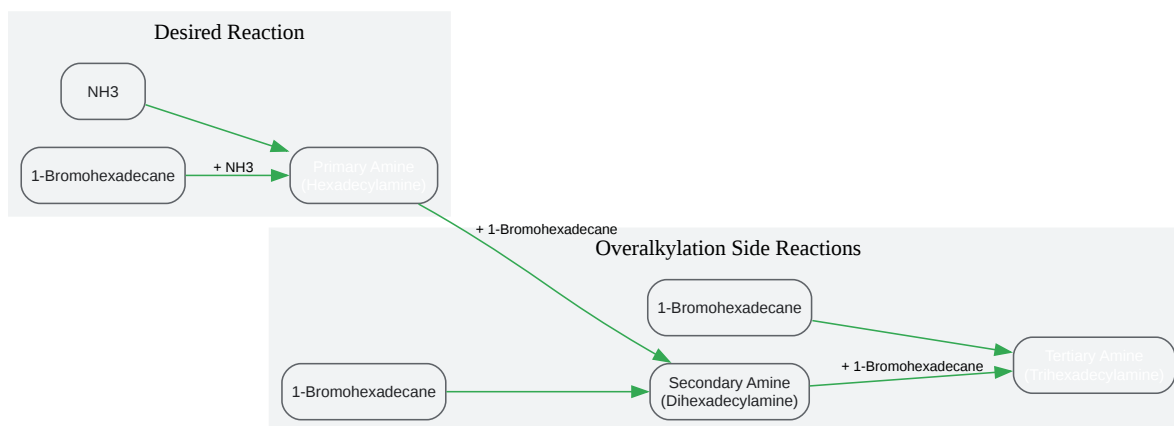 Desired Reaction
NH3
1-Bromohexadecane
+ NH3
Primary Amine
(Hexadecylamine)
+ 1-Bromohexadecane
Overalkylation Side Reactions
1-Bromohexadecane
1-Bromohexadecane
Secondary Amine
(Dihexadecylamine)
+ 1-Bromohexadecane
Tertiary Amine
(Trihexadecylamine)